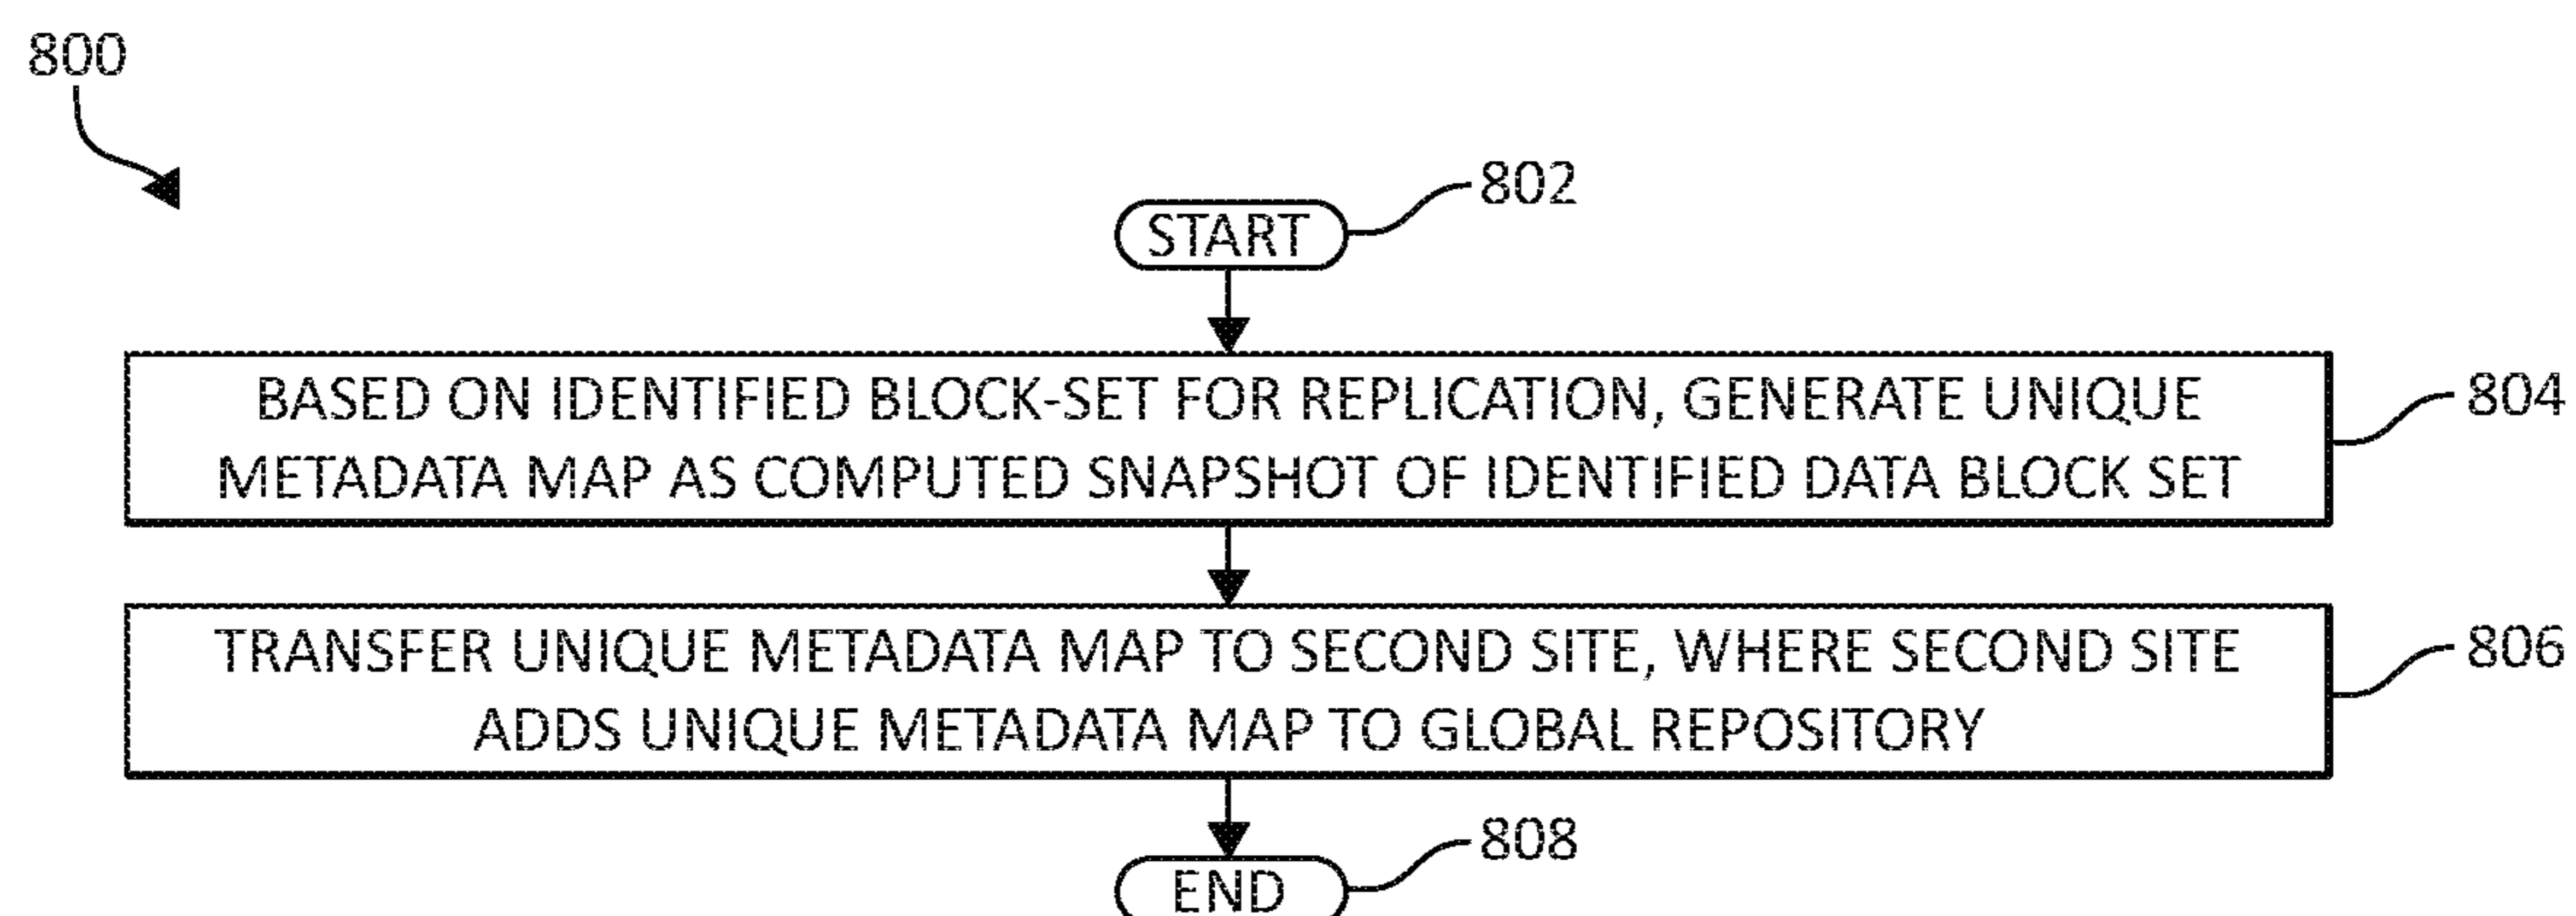 800
802
START
BASED ON IDENTIFIED BLOCK-SET FOR REPLICATION, GENERATE UNIQUE
METADATA MAP AS COMPUTED SNAPSHOT OF IDENTIFIED DATA BLOCK SET
804
TRANSFER UNIQUE METADATA MAP TO SECOND SITE, WHERE SECOND SITE
ADDS UNIQUE METADATA MAP TO GLOBAL REPOSITORY
806
808
END